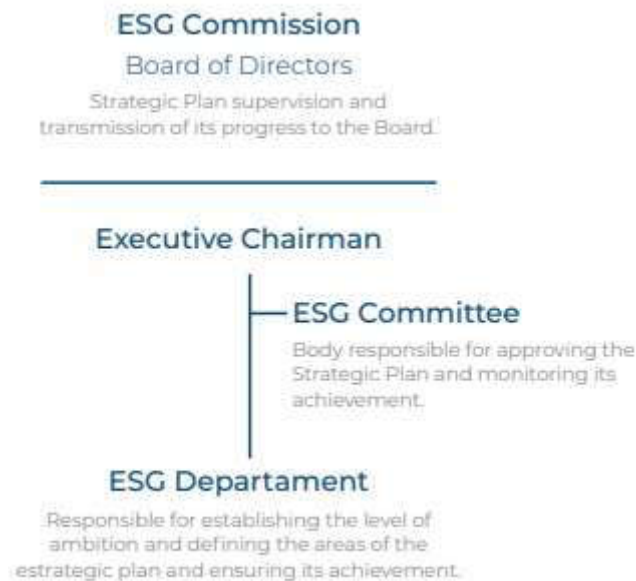 ESG Commission
Board of Directors
Strategic Plan supervision and
transmission of its progress to the Board.
Executive Chairman
ESG Committee
Body responsible for approving the
Strategic Plan and monitoring its
achievement.
ESG Departament
Responsible for establishing the level of
ambition and defining the areas of the
estrategic plan and ensuring its achievement.